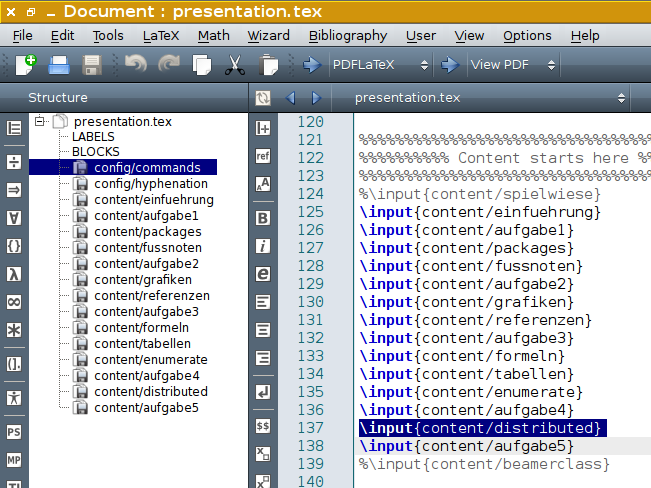 Document : presentation.tex
File Edit Tools LaTeX Math Wizard Bibliography User View Options Help
PDFLaTeX View PDF
Structure presentation.tex
presentation.tex
LABELS
BLOCKS
config/commands
config/hyphenation
content/einfuehrung
content/aufgabe1
content/packages
content/fussnoten
content/aufgabe2
content/grafiken
content/referenzen
content/aufgabe3
content/formeln
content/tabellen
content/enumerate
content/aufgabe4
content/distributed
content/aufgabe5
ref
B
i
e
$$
{}
λ
∞
().
PS
MP
120
121 %%%%%%%%%%%%%%%%%%%%%%%%%%%%%%%%%
122 %%%%%%%%%% Content starts here %%
123 %%%%%%%%%%%%%%%%%%%%%%%%%%%%%%%%%
124 %\input{content/spielwiese}
125 \input{content/einfuehrung}
126 \input{content/aufgabe1}
127 \input{content/packages}
128 \input{content/fussnoten}
129 \input{content/aufgabe2}
130 \input{content/grafiken}
131 \input{content/referenzen}
132 \input{content/aufgabe3}
133 \input{content/formeln}
134 \input{content/tabellen}
135 \input{content/enumerate}
136 \input{content/aufgabe4}
137 \input{content/distributed}
138 \input{content/aufgabe5}
139 %\input{content/beamerclass}
140